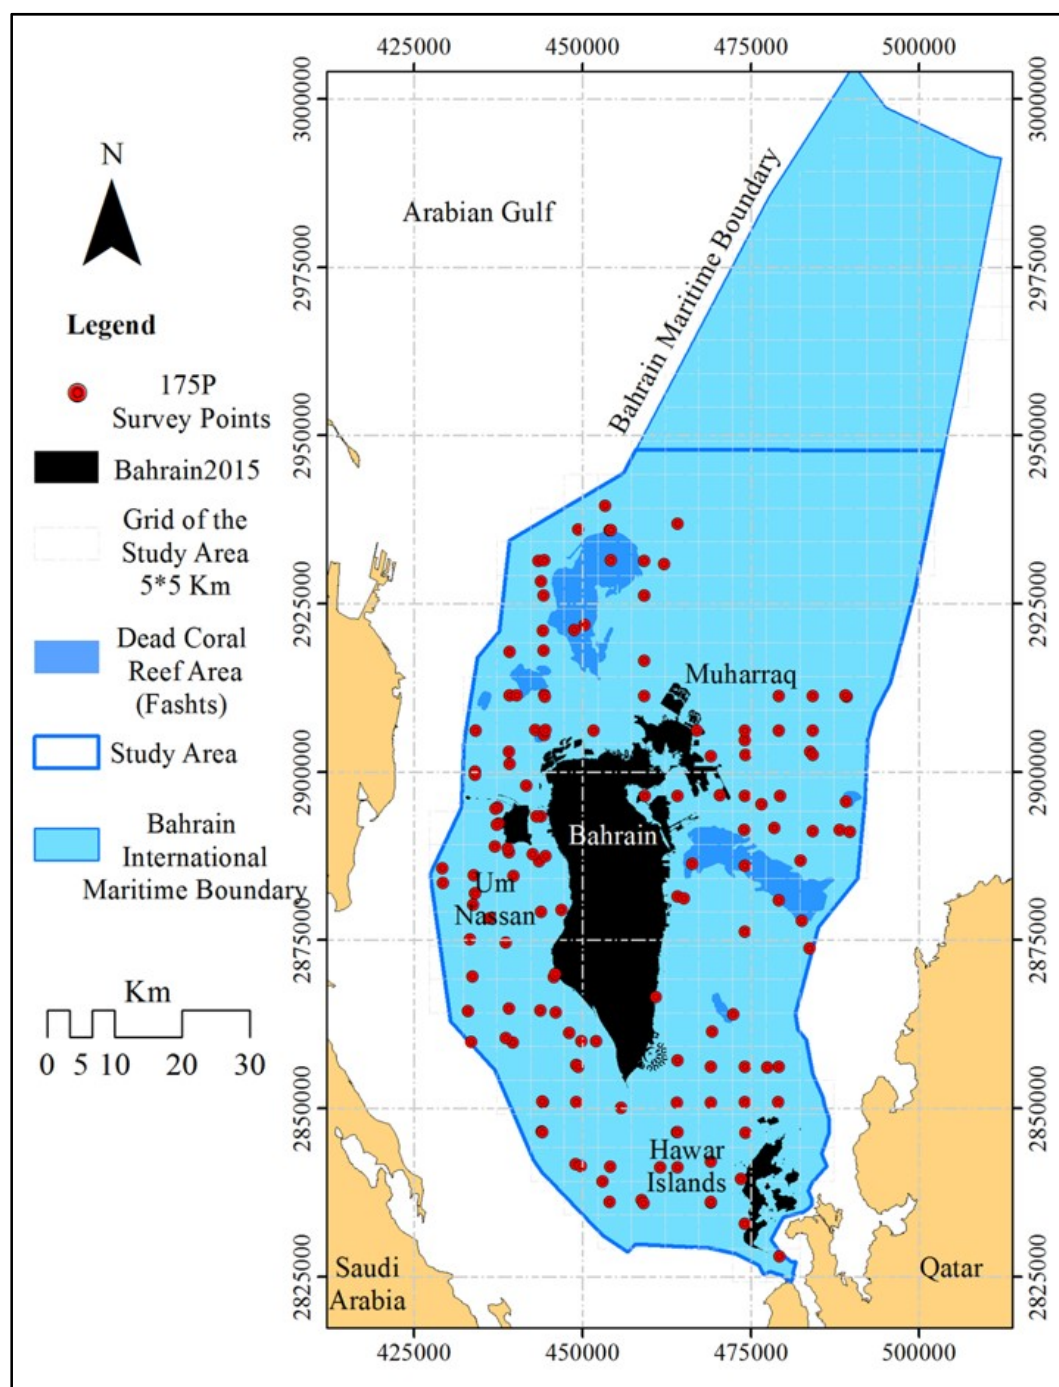 425000 450000 475000 500000
3000000
2975000
2950000
2925000
2900000
2875000
2850000
2825000
3000000
2975000
2950000
2925000
2900000
2875000
2850000
2825000
N
Arabian Gulf
Bahrain Maritime Boundary
Legend
175P
Survey Points
Bahrain2015
Grid of the
Study Area
5*5 Km
Dead Coral
Reef Area
(Fashts)
Study Area
Bahrain
International
Maritime Boundary
Km
0 5 10 20 30
Muharraq
Bahrain
Um
Nassan
Hawar
Islands
Saudi
Arabia
Qatar
425000 450000 475000 500000